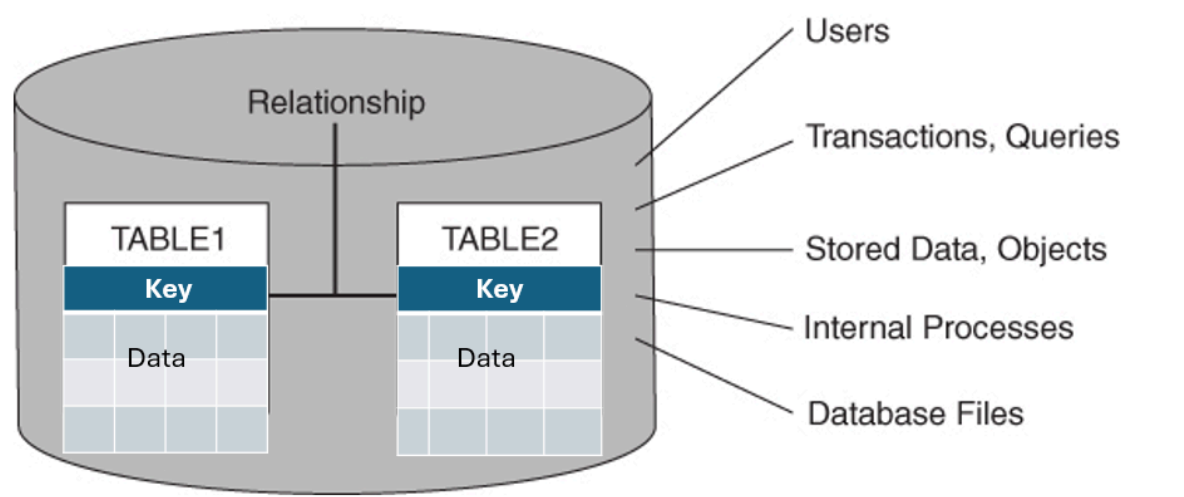 Relationship
TABLE1
Key
Data
TABLE2
Key
Data
Users
Transactions, Queries
Stored Data, Objects
Internal Processes
Database Files